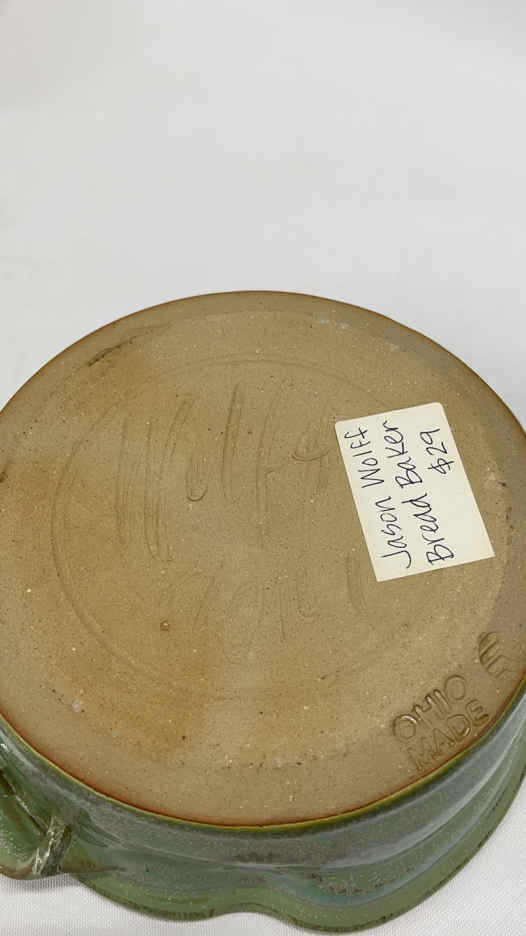 Jason Wolff
Bread Baker
$29
Wolff
OHIO
MADE